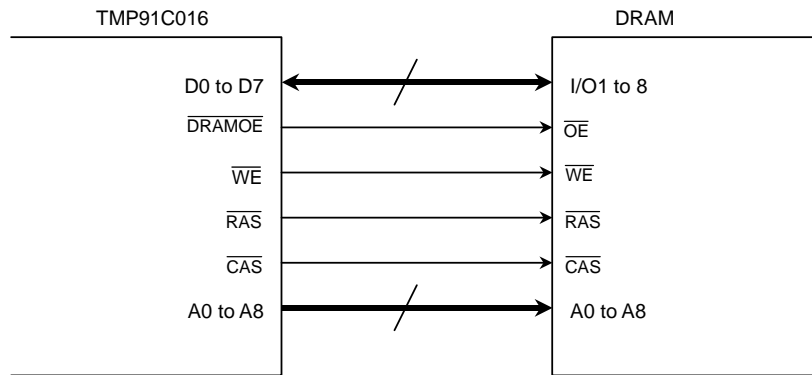 TMP91C016 DRAM
D0 to D7 I/O1 to 8
DRAMOE OE
WE WE
RAS RAS
CAS CAS
A0 to A8 A0 to A8